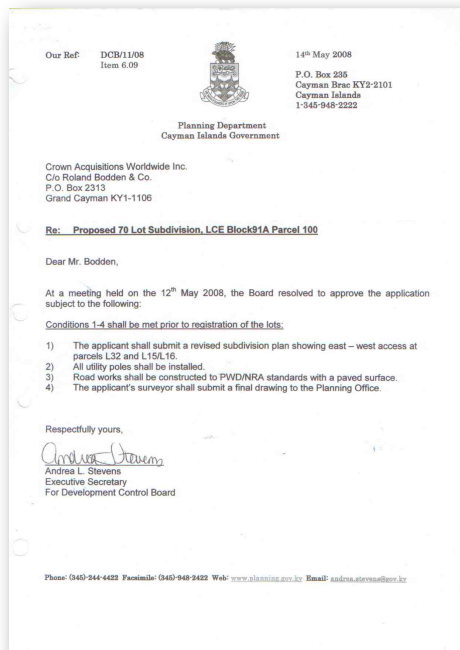 Our Ref: DCB/11/08
Item 6.09
14th May 2008
P.O. Box 235
Cayman Brac KY2-2101
Cayman Islands
1-345-948-2222
Planning Department
Cayman Islands Government
Crown Acquisitions Worldwide Inc.
C/o Roland Bodden & Co.
P.O. Box 2313
Grand Cayman KY1-1106
Re: Proposed 70 Lot Subdivision, LCE Block91A Parcel 100
Dear Mr. Bodden,
At a meeting held on the 12th May 2008, the Board resolved to approve the application
subject to the following:
Conditions 1-4 shall be met prior to registration of the lots:
1) The applicant shall submit a revised subdivision plan showing east – west access at
parcels L32 and L15/L16.
2) All utility poles shall be installed.
3) Road works shall be constructed to PWD/NRA standards with a paved surface.
4) The applicant's surveyor shall submit a final drawing to the Planning Office.
Respectfully yours,
Andrea Stevens
Andrea L. Stevens
Executive Secretary
For Development Control Board
Phone: (345)-244-4422 Facsimile: (345)-948-2422 Web: www.planning.gov.ky Email: andrea.stevens@gov.ky